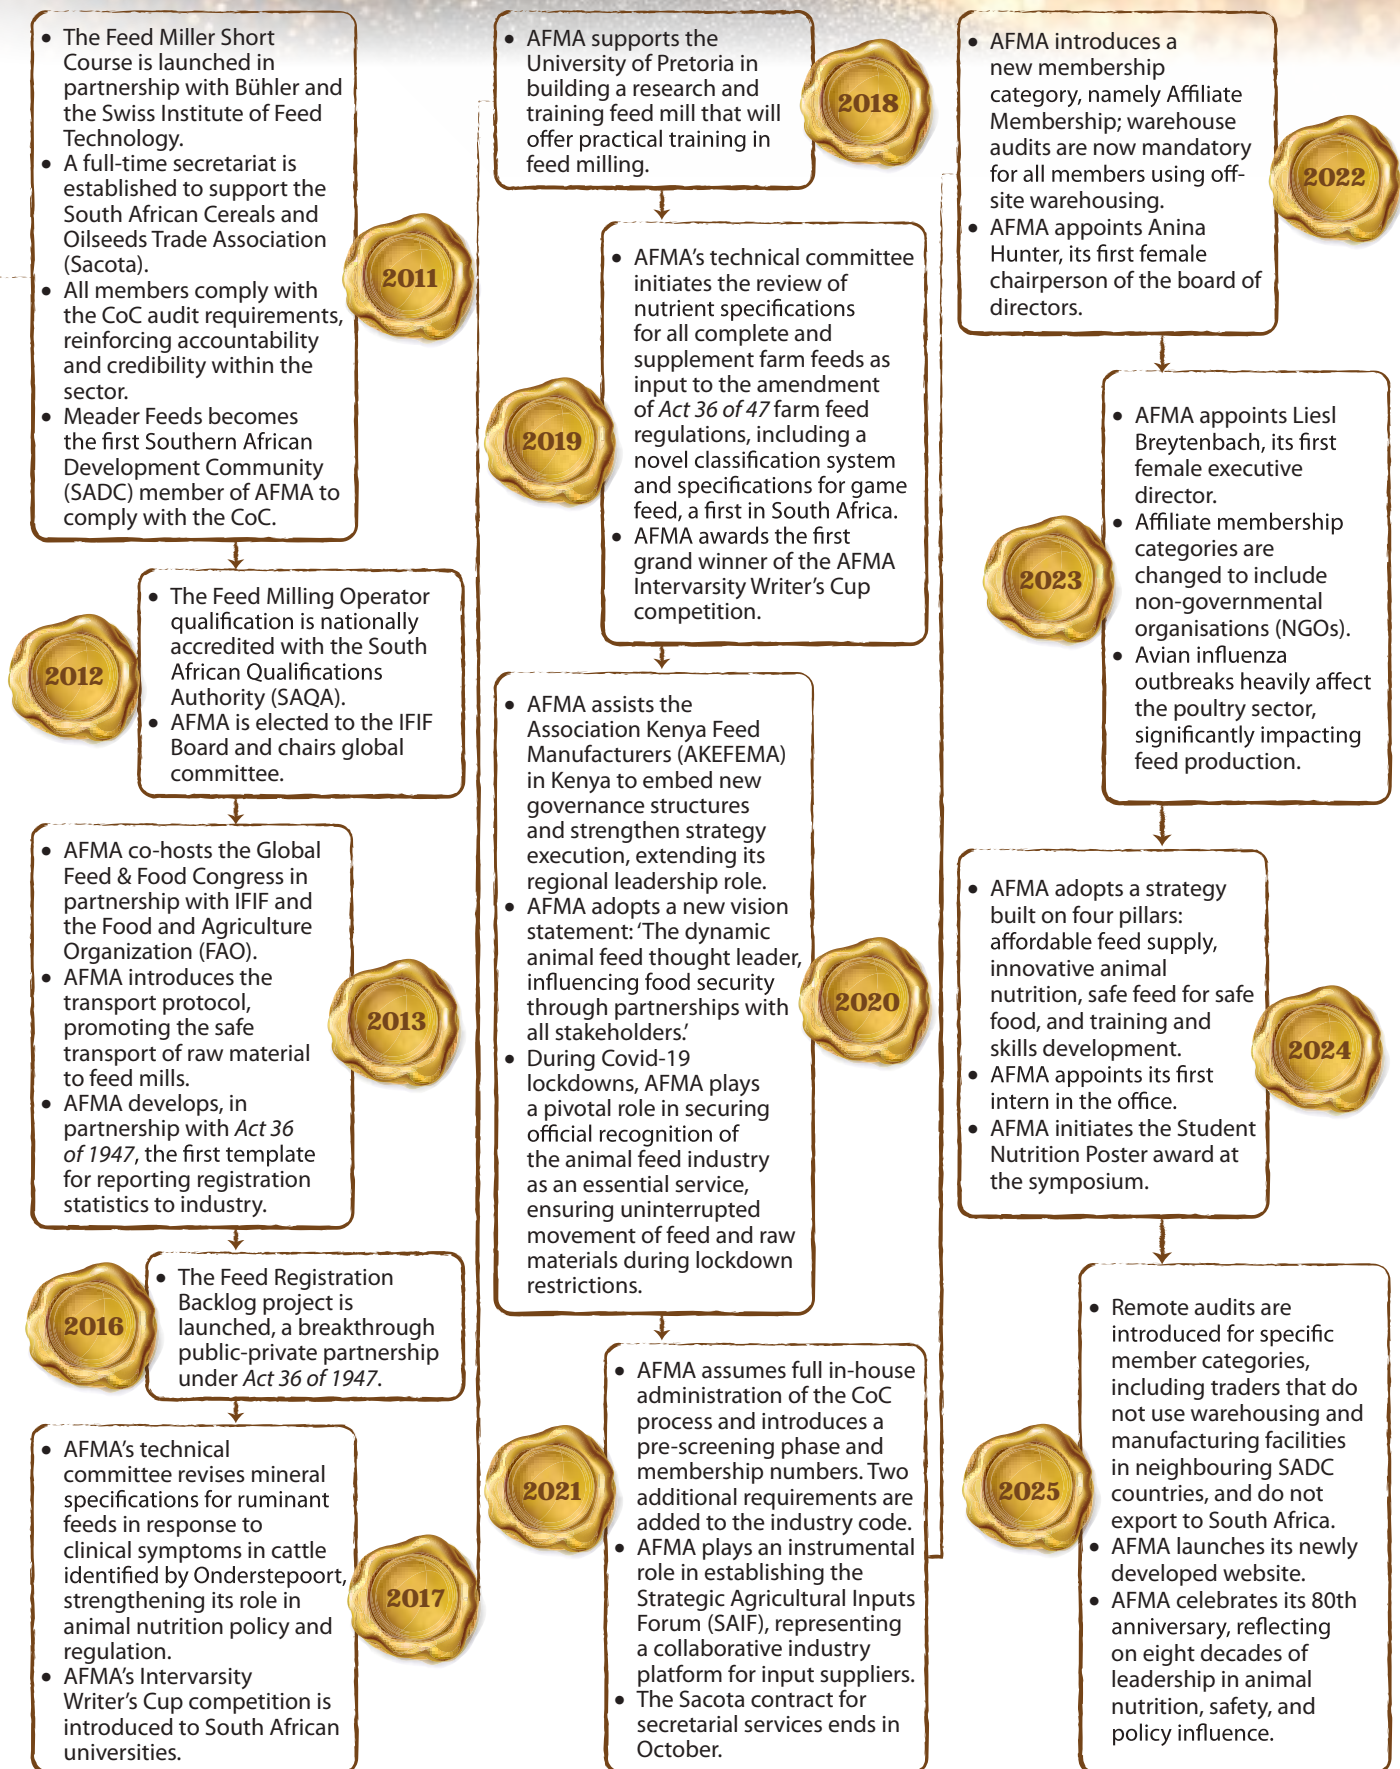 • The Feed Miller Short
Course is launched in
partnership with Bühler and
the Swiss Institute of Feed
Technology.
• A full-time secretariat is
established to support the
South African Cereals and
Oilseeds Trade Association
(Sacota).
• All members comply with
the CoC audit requirements,
reinforcing accountability
and credibility within the
sector.
• Meader Feeds becomes
the first Southern African
Development Community
(SADC) member of AFMA to
comply with the CoC.
2011
• The Feed Milling Operator
qualification is nationally
accredited with the South
African Qualifications
Authority (SAQA).
• AFMA is elected to the IFIF
Board and chairs global
committee.
2012
• AFMA co-hosts the Global
Feed & Food Congress in
partnership with IFIF and
the Food and Agriculture
Organization (FAO).
• AFMA introduces the
transport protocol,
promoting the safe
transport of raw material
to feed mills.
• AFMA develops, in
partnership with Act 36
of 1947, the first template
for reporting registration
statistics to industry.
2013
• The Feed Registration
Backlog project is
launched, a breakthrough
public-private partnership
under Act 36 of 1947.
2016
• AFMA's technical
committee revises mineral
specifications for ruminant
feeds in response to
clinical symptoms in cattle
identified by Onderstepoort,
strengthening its role in
animal nutrition policy and
regulation.
• AFMA's Intervarsity
Writer's Cup competition is
introduced to South African
universities.
2017
• AFMA supports the
University of Pretoria in
building a research and
training feed mill that will
offer practical training in
feed milling.
2018
• AFMA's technical committee
initiates the review of
nutrient specifications
for all complete and
supplement farm feeds as
input to the amendment
of Act 36 of 47 farm feed
regulations, including a
novel classification system
and specifications for game
feed, a first in South Africa.
• AFMA awards the first
grand winner of the AFMA
Intervarsity Writer's Cup
competition.
2019
• AFMA assists the
Association Kenya Feed
Manufacturers (AKEFEMA)
in Kenya to embed new
governance structures
and strengthen strategy
execution, extending its
regional leadership role.
• AFMA adopts a new vision
statement: 'The dynamic
animal feed thought leader,
influencing food security
through partnerships with
all stakeholders.'
• During Covid-19
lockdowns, AFMA plays
a pivotal role in securing
official recognition of
the animal feed industry
as an essential service,
ensuring uninterrupted
movement of feed and raw
materials during lockdown
restrictions.
2020
• AFMA assumes full in-house
administration of the CoC
process and introduces a
pre-screening phase and
membership numbers. Two
additional requirements are
added to the industry code.
• AFMA plays an instrumental
role in establishing the
Strategic Agricultural Inputs
Forum (SAIF), representing
a collaborative industry
platform for input suppliers.
• The Sacota contract for
secretarial services ends in
October.
2021
• AFMA introduces a
new membership
category, namely Affiliate
Membership; warehouse
audits are now mandatory
for all members using off-
site warehousing.
• AFMA appoints Anina
Hunter, its first female
chairperson of the board of
directors.
2022
• AFMA appoints Liesl
Breytenbach, its first
female executive
director.
• Affiliate membership
categories are
changed to include
non-governmental
organisations (NGOs).
• Avian influenza
outbreaks heavily affect
the poultry sector,
significantly impacting
feed production.
2023
• AFMA adopts a strategy
built on four pillars:
affordable feed supply,
innovative animal
nutrition, safe feed for safe
food, and training and
skills development.
• AFMA appoints its first
intern in the office.
• AFMA initiates the Student
Nutrition Poster award at
the symposium.
2024
• Remote audits are
introduced for specific
member categories,
including traders that do
not use warehousing and
manufacturing facilities
in neighbouring SADC
countries, and do not
export to South Africa.
• AFMA launches its newly
developed website.
• AFMA celebrates its 80th
anniversary, reflecting
on eight decades of
leadership in animal
nutrition, safety, and
policy influence.
2025